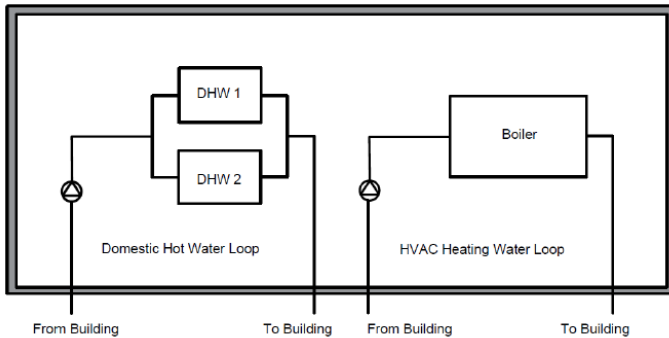 DHW 1
DHW 2
Boiler
Domestic Hot Water Loop
HVAC Heating Water Loop
From Building
To Building
From Building
To Building